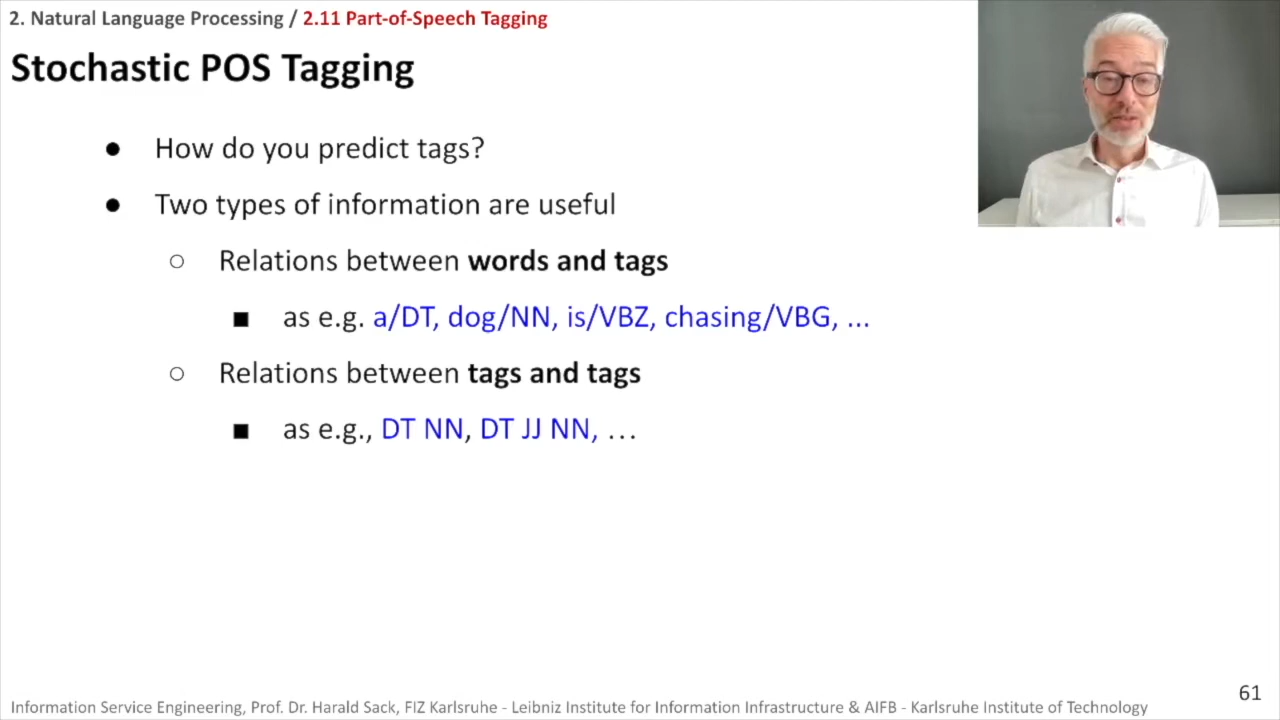 2. Natural Language Processing / 2.11 Part-of-Speech Tagging
Stochastic POS Tagging
● How do you predict tags?
● Two types of information are useful
○ Relations between words and tags
■ as e.g. a/DT, dog/NN, is/VBZ, chasing/VBG, ...
○ Relations between tags and tags
■ as e.g., DT NN, DT JJ NN, ...
61
Information Service Engineering, Prof. Dr. Harald Sack, FIZ Karlsruhe - Leibniz Institute for Information Infrastructure & AIFB - Karlsruhe Institute of Technology